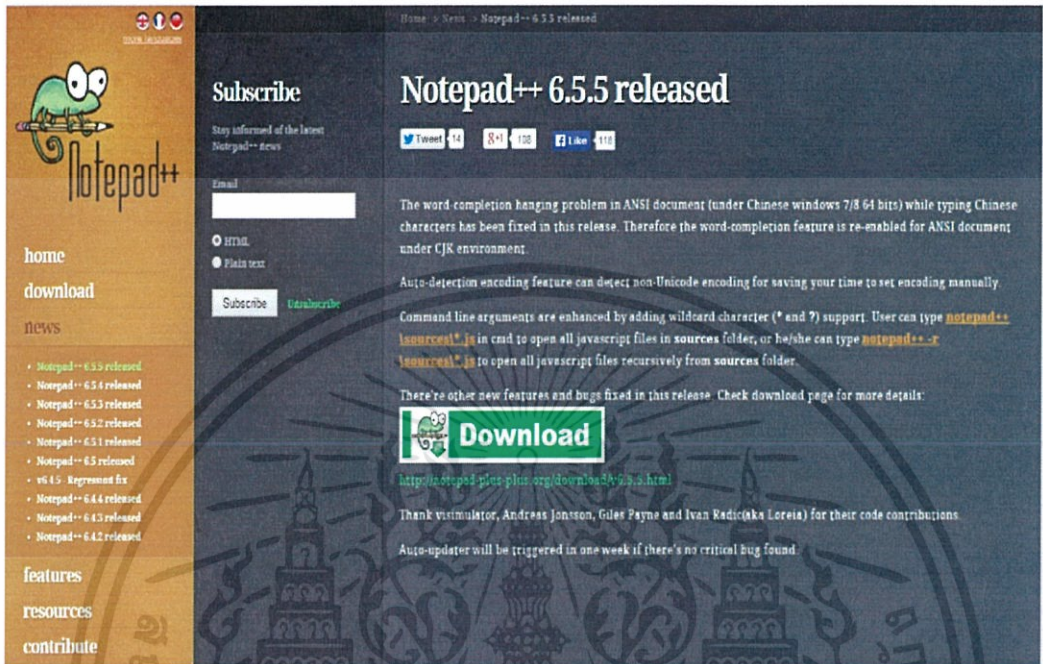 more languages
Notepad++
home
download
news
• Notepad++ 6.5.5 released
• Notepad++ 6.5.4 released
• Notepad++ 6.5.3 released
• Notepad++ 6.5.2 released
• Notepad++ 6.5.1 released
• Notepad++ 6.5 released
• v6.4.5 - Regression fix
• Notepad++ 6.4.4 released
• Notepad++ 6.4.3 released
• Notepad++ 6.4.2 released
features
resources
contribute
Subscribe
Stay informed of the latest
Notepad++ news
Email
HTML
Plain text
Subscribe Unsubscribe
Home > News > Notepad++ 6.5.5 released
Notepad++ 6.5.5 released
Tweet 14 8+1 108 Like 118
The word-completion hanging problem in ANSI document (under Chinese windows 7/8 64 bits) while typing Chinese
characters has been fixed in this release. Therefore the word-completion feature is re-enabled for ANSI document
under CJK environment.
Auto-detection encoding feature can detect non-Unicode encoding for saving your time to set encoding manually.
Command line arguments are enhanced by adding wildcard character (* and ?) support. User can type notepad++
\sources\*.js in cmd to open all javascript files in sources folder, or he/she can type notepad++ -r
\sources\*.js to open all javascript files recursively from sources folder.
There're other new features and bugs fixed in this release. Check download page for more details:
Download
http://notepad-plus-plus.org/download/v6.5.5.html
Thank visimulator, Andreas Jonsson, Giles Payne and Ivan Radic(aka Loreia) for their code contributions.
Auto-updater will be triggered in one week if there's no critical bug found.